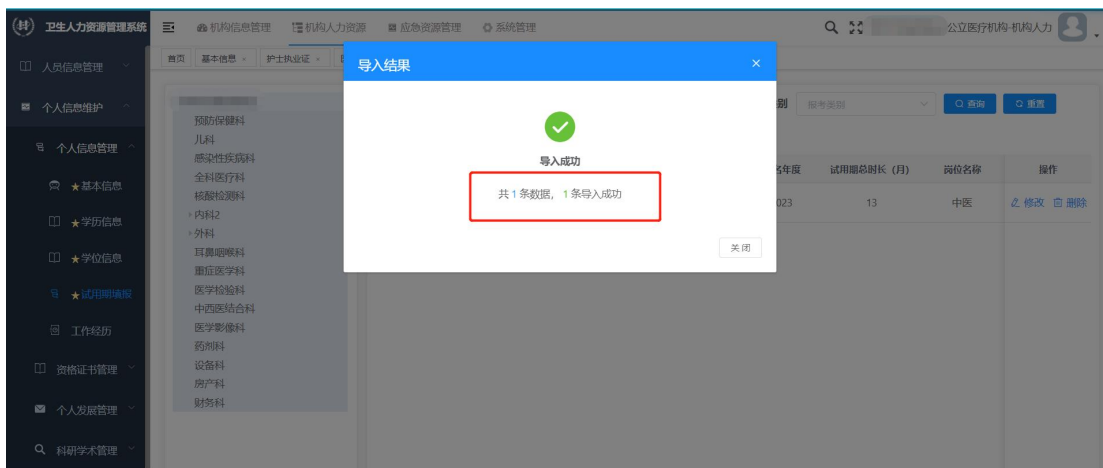 卫生人力资源管理系统
机构信息管理 机构人力资源 应急资源管理 系统管理
公立医疗机构-机构人力
首页 基本信息 × 护士执业证 ×
人员信息管理
个人信息维护
个人信息管理
★基本信息
★学历信息
★学位信息
★试用期填报
工作经历
资格证书管理
个人发展管理
科研学术管理
预防保健科
儿科
感染性疾病科
全科医疗科
核酸检测科
内科2
外科
耳鼻咽喉科
重症医学科
医学检验科
中西医结合科
医学影像科
药剂科
设备科
房产科
财务科
导入结果 ×
导入成功
共1条数据，1条导入成功
关闭
别 报考类别 查询 重置
名年度 试用期总时长（月） 岗位名称 操作
023 13 中医 修改 删除